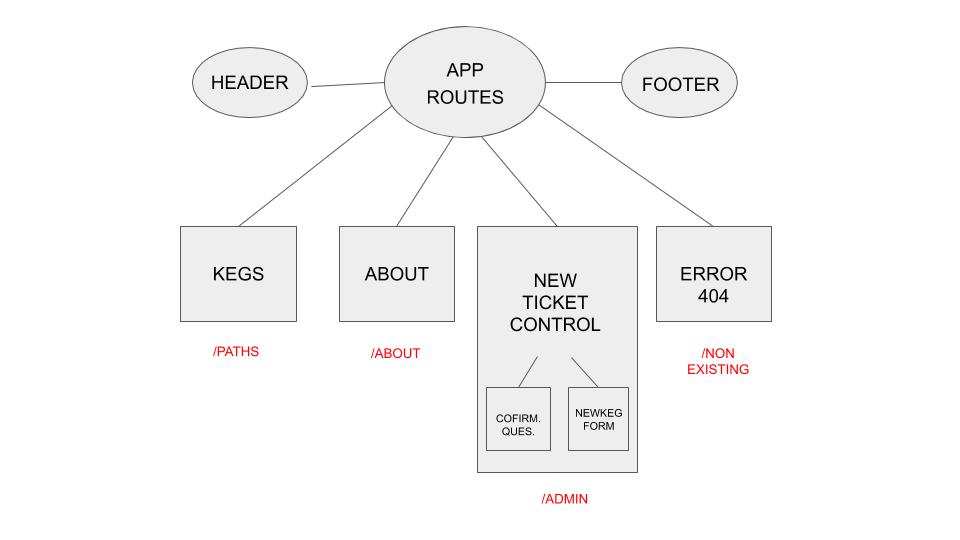 HEADER
APP
ROUTES
FOOTER
KEGS
ABOUT
NEW
TICKET
CONTROL
ERROR
404
/PATHS
/ABOUT
/NON
EXISTING
COFIRM.
QUES.
NEWKEG
FORM
/ADMIN